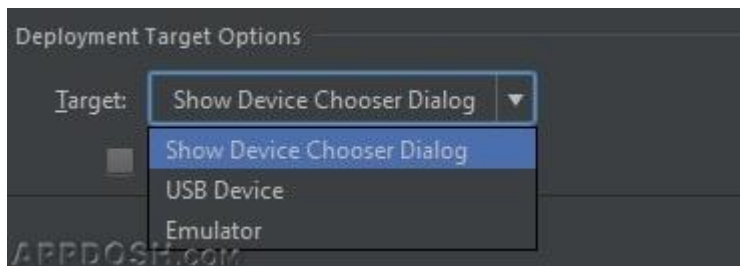 Deployment Target Options
Target: Show Device Chooser Dialog
Show Device Chooser Dialog
USB Device
Emulator
APPDOSH.COM